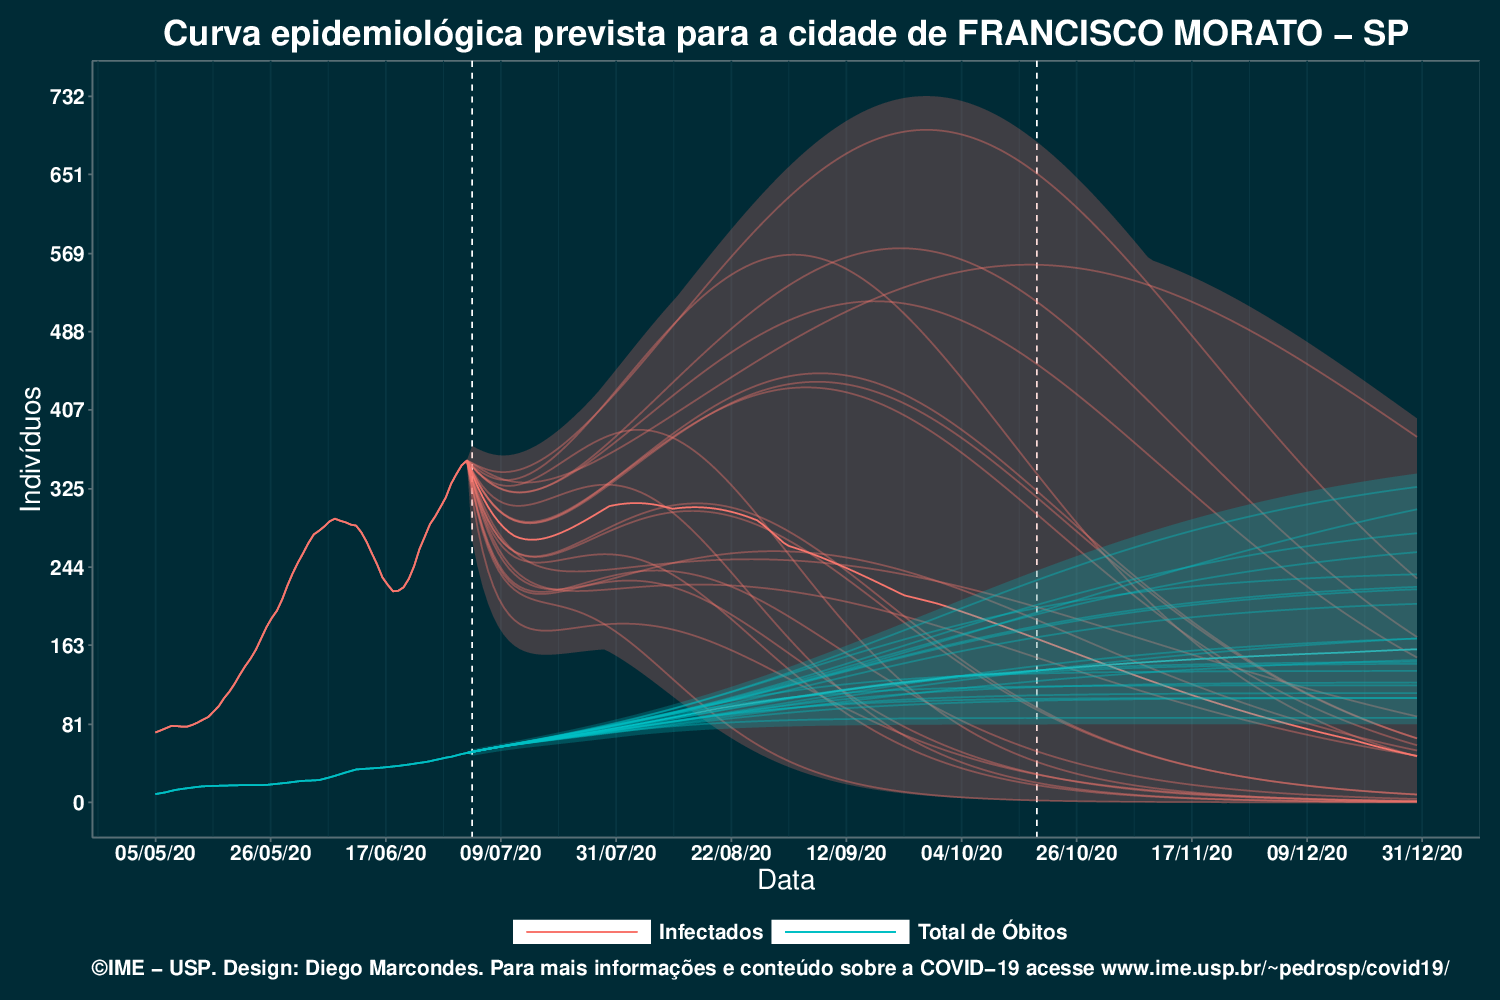 Curva epidemiológica prevista para a cidade de FRANCISCO MORATO – SP
Indivíduos
732
651
569
488
407
325
244
163
81
0
05/05/20 26/05/20 17/06/20 09/07/20 31/07/20 22/08/20 12/09/20 04/10/20 26/10/20 17/11/20 09/12/20 31/12/20
Data
Infectados Total de Óbitos
©IME – USP. Design: Diego Marcondes. Para mais informações e conteúdo sobre a COVID–19 acesse www.ime.usp.br/~pedrosp/covid19/